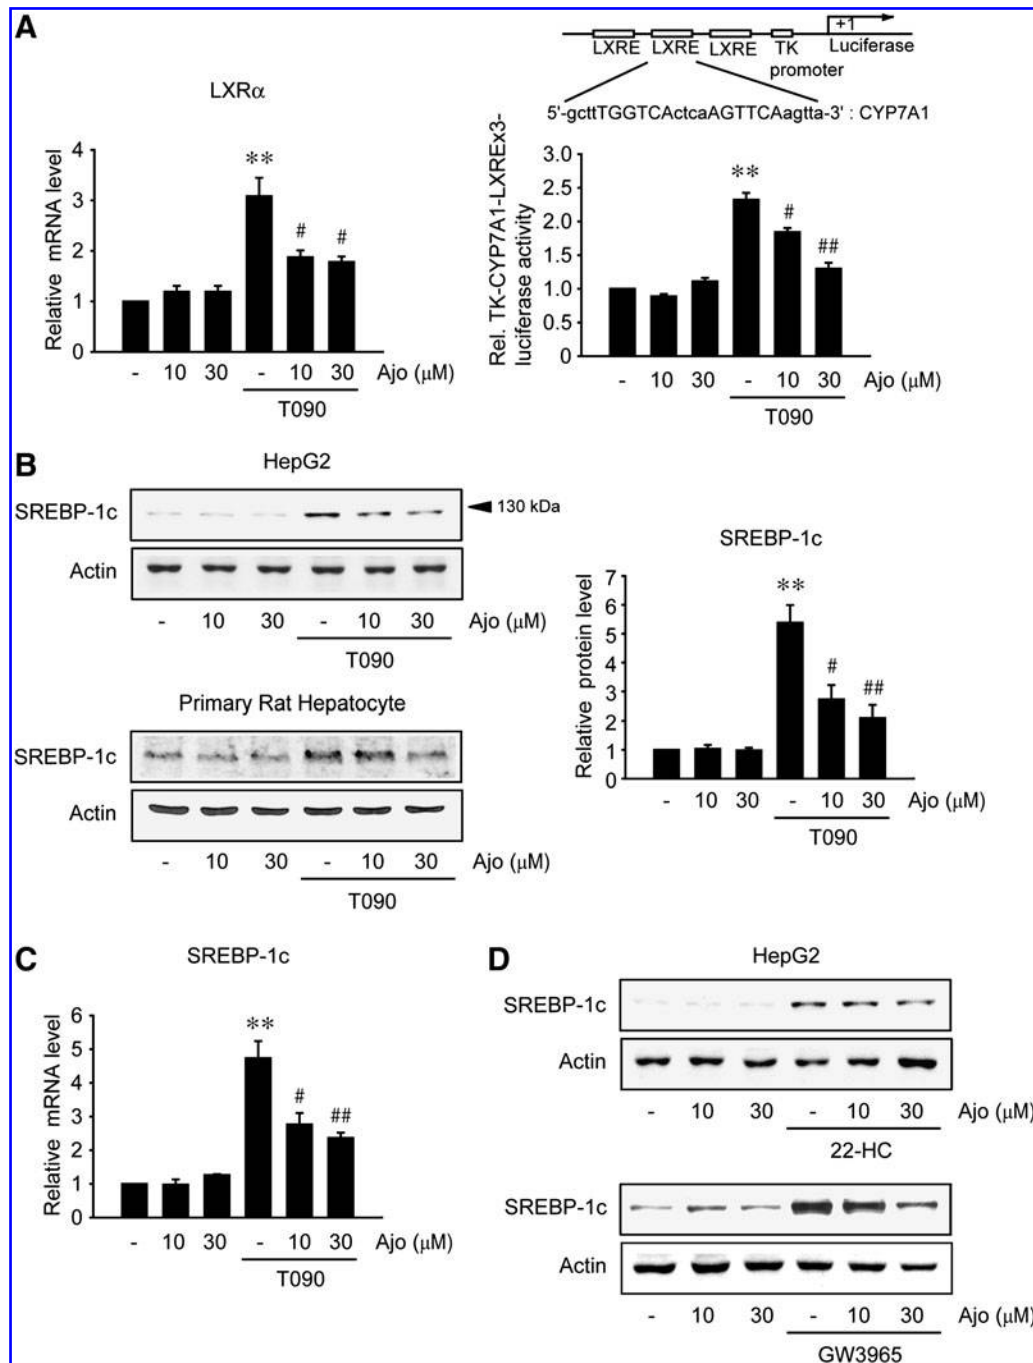 A
LXRα
Relative mRNA level
4
3
2
1
0
**
#
#
- 10 30 - 10 30 Ajo (μM)
T090
+1
LXRE LXRE LXRE TK Luciferase
promoter
5'-gcttTGGTCActcaAGTTCAagtta-3' : CYP7A1
Rel. TK-CYP7A1-LXREx3-
luciferase activity
3.0
2.5
2.0
1.5
1.0
0.5
0
**
#
##
- 10 30 - 10 30 Ajo (μM)
T090
B
HepG2
SREBP-1c
130 kDa
Actin
- 10 30 - 10 30 Ajo (μM)
T090
Primary Rat Hepatocyte
SREBP-1c
Actin
- 10 30 - 10 30 Ajo (μM)
T090
SREBP-1c
Relative protein level
7
6
5
4
3
2
1
0
**
#
##
- 10 30 - 10 30 Ajo (μM)
T090
C
SREBP-1c
Relative mRNA level
6
5
4
3
2
1
0
**
#
##
- 10 30 - 10 30 Ajo (μM)
T090
D
HepG2
SREBP-1c
Actin
- 10 30 - 10 30 Ajo (μM)
22-HC
SREBP-1c
Actin
- 10 30 - 10 30 Ajo (μM)
GW3965